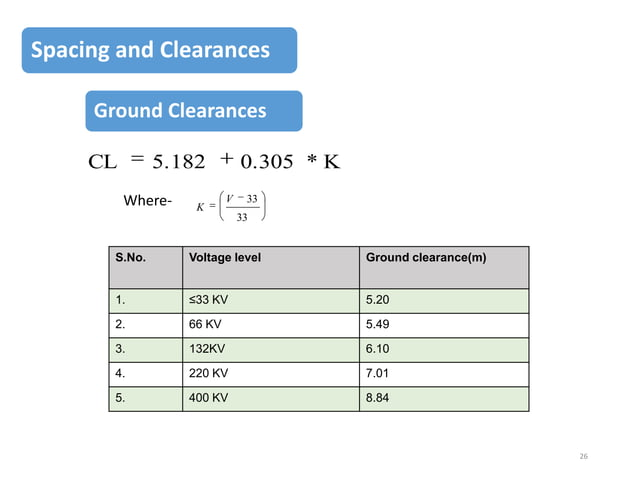 Spacing and Clearances
Ground Clearances
CL = 5.182 + 0.305 * K
Where- K = (V − 33 / 33)
S.No. Voltage level Ground clearance(m)
1. ≤33 KV 5.20
2. 66 KV 5.49
3. 132KV 6.10
4. 220 KV 7.01
5. 400 KV 8.84
26